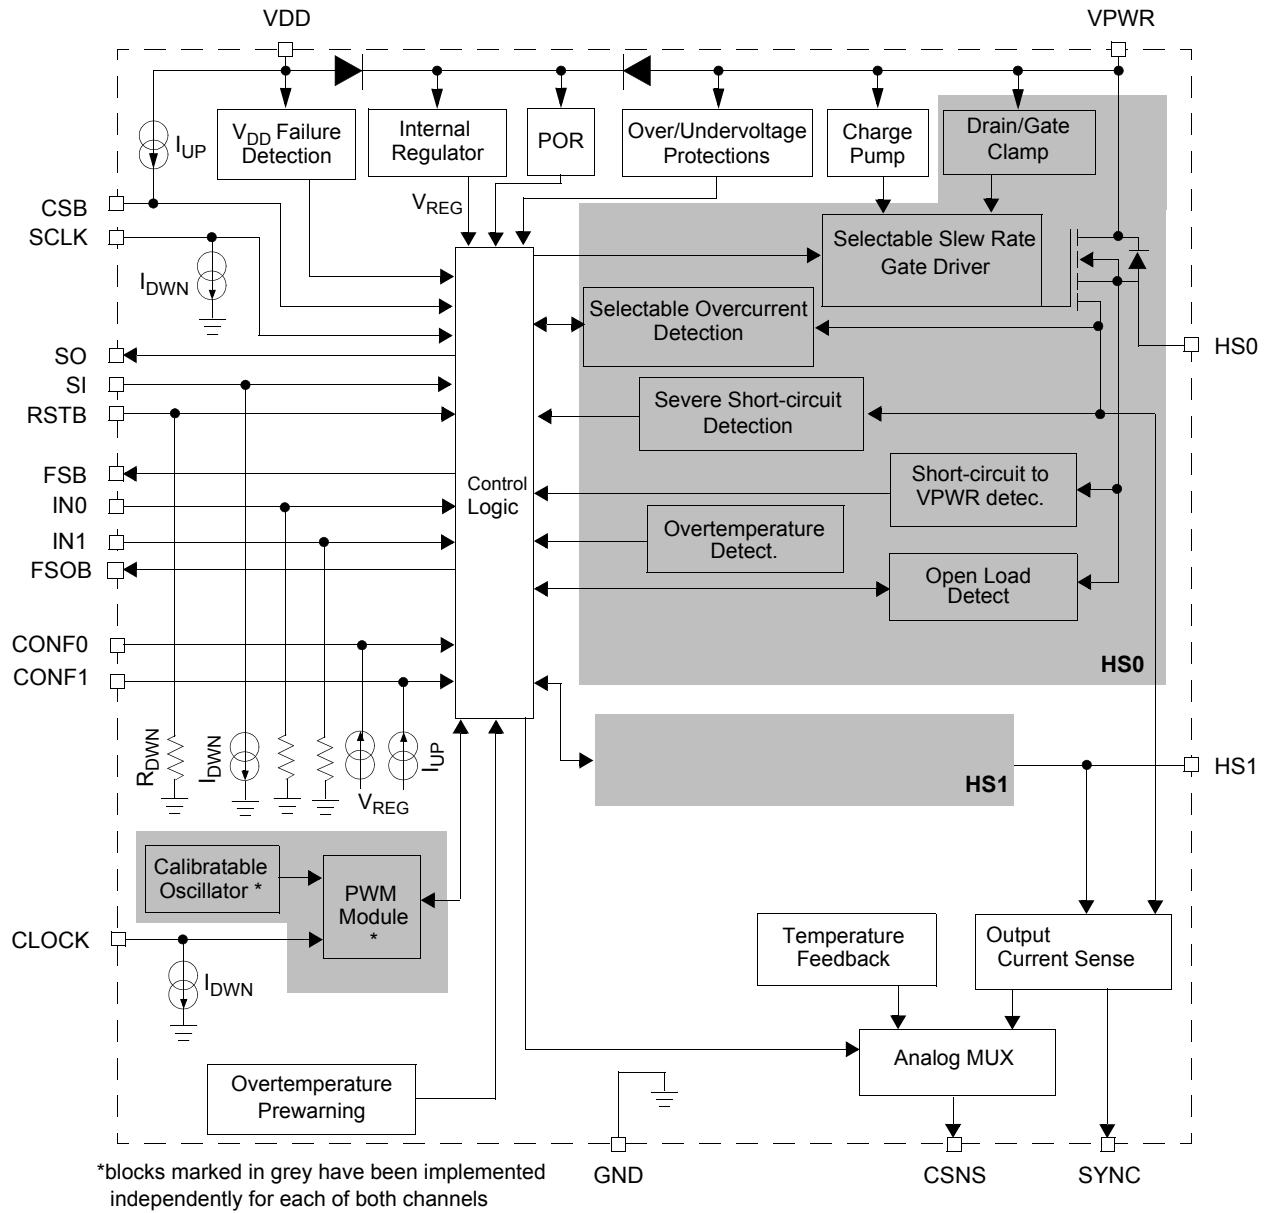 VDD
VPWR
IUP
VDD Failure
Detection
Internal
Regulator
POR
Over/Undervoltage
Protections
Charge
Pump
Drain/Gate
Clamp
CSB
VREG
SCLK
IDWN
Selectable Slew Rate
Gate Driver
Selectable Overcurrent
Detection
HS0
SO
SI
RSTB
Severe Short-circuit
Detection
FSB
IN0
IN1
FSOB
Control
Logic
Short-circuit to
VPWR detec.
Overtemperature
Detect.
Open Load
Detect
HS0
CONF0
CONF1
RDWN
IDWN
VREG
IUP
HS1
HS1
Calibratable
Oscillator *
PWM
Module
*
CLOCK
IDWN
Temperature
Feedback
Output
Current Sense
Analog MUX
Overtemperature
Prewarning
GND
CSNS
SYNC
*blocks marked in grey have been implemented
independently for each of both channels